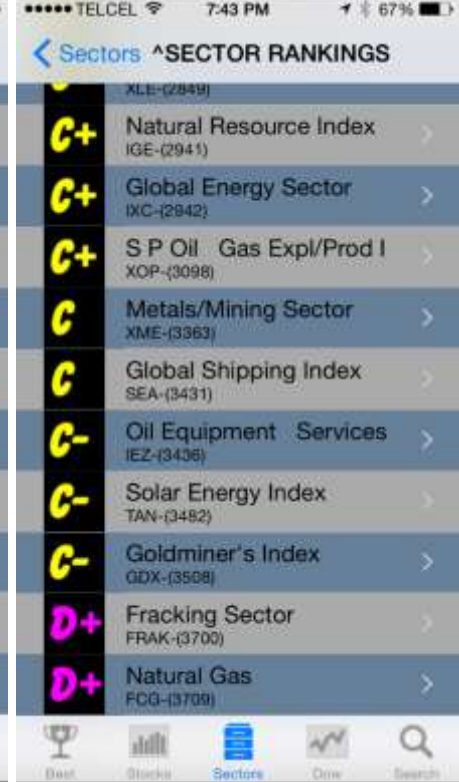 TELCEL 7:43 PM 67%
Sectors ^SECTOR RANKINGS
XLE-(2849)
C+ Natural Resource Index
IGE-(2941)
C+ Global Energy Sector
IXC-(2942)
C+ S P Oil Gas Expl/Prod I
XOP-(3098)
C Metals/Mining Sector
XME-(3363)
C Global Shipping Index
SEA-(3431)
C- Oil Equipment Services
IEZ-(3436)
C- Solar Energy Index
TAN-(3482)
C- Goldminer's Index
GDX-(3508)
D+ Fracking Sector
FRAK-(3700)
D+ Natural Gas
FCG-(3709)
Best Stocks Sectors Dow Search